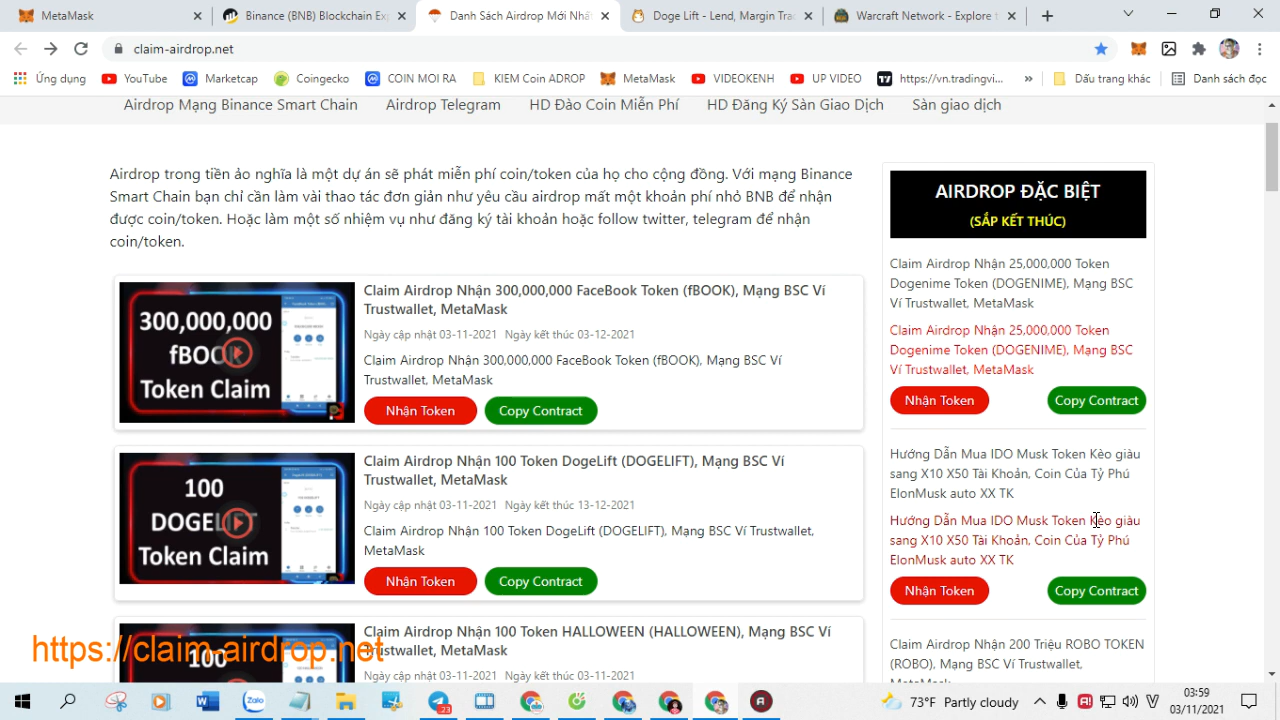 MetaMask
Binance (BNB) Blockchain Exp
Danh Sách Airdrop Mới Nhấ
Doge Lift - Lend, Margin Trad
Warcraft Network - Explore t
claim-airdrop.net
Ứng dụng
YouTube
Marketcap
Coingecko
COIN MOI RA
KIEM Coin ADROP
MetaMask
VIDEOKENH
UP VIDEO
https://vn.tradingvi...
»
Dấu trang khác
Danh sách đọc
Airdrop Mạng Binance Smart Chain
Airdrop Telegram
HD Đào Coin Miễn Phí
HD Đăng Ký Sàn Giao Dịch
Sàn giao dịch
Airdrop trong tiền ảo nghĩa là một dự án sẽ phát miễn phí coin/token của họ cho cộng đồng. Với mạng Binance
Smart Chain bạn chỉ cần làm vài thao tác đơn giản như yêu cầu airdrop mất một khoản phí nhỏ BNB để nhận
được coin/token. Hoặc làm một số nhiệm vụ như đăng ký tài khoản hoặc follow twitter, telegram để nhận
coin/token.
300,000,000
fBOOK
Token Claim
Claim Airdrop Nhận 300,000,000 FaceBook Token (fBOOK), Mạng BSC Ví
Trustwallet, MetaMask
Ngày cập nhật 03-11-2021 Ngày kết thúc 03-12-2021
Claim Airdrop Nhận 300,000,000 FaceBook Token (fBOOK), Mạng BSC Ví
Trustwallet, MetaMask
Nhận Token
Copy Contract
100
DOGELIFT
Token Claim
Claim Airdrop Nhận 100 Token DogeLift (DOGELIFT), Mạng BSC Ví
Trustwallet, MetaMask
Ngày cập nhật 03-11-2021 Ngày kết thúc 13-12-2021
Claim Airdrop Nhận 100 Token DogeLift (DOGELIFT), Mạng BSC Ví Trustwallet,
MetaMask
Nhận Token
Copy Contract
100
Claim Airdrop Nhận 100 Token HALLOWEEN (HALLOWEEN), Mạng BSC Ví
Trustwallet, MetaMask
Ngày cập nhật 03-11-2021 Ngày kết thúc 03-11-2021
https://claim-airdrop.net
AIRDROP ĐẶC BIỆT
(SẮP KẾT THÚC)
Claim Airdrop Nhận 25,000,000 Token
Dogenime Token (DOGENIME), Mạng BSC
Ví Trustwallet, MetaMask
Claim Airdrop Nhận 25,000,000 Token
Dogenime Token (DOGENIME), Mạng BSC
Ví Trustwallet, MetaMask
Nhận Token
Copy Contract
Hướng Dẫn Mua IDO Musk Token Kèo giàu
sang X10 X50 Tài Khoản, Coin Của Tỷ Phú
ElonMusk auto XX TK
Hướng Dẫn Mua IDO Musk Token Kèo giàu
sang X10 X50 Tài Khoản, Coin Của Tỷ Phú
ElonMusk auto XX TK
Nhận Token
Copy Contract
Claim Airdrop Nhận 200 Triệu ROBO TOKEN
(ROBO), Mạng BSC Ví Trustwallet,
MetaMask
Zalo
23
73°F Partly cloudy
03:59
03/11/2021